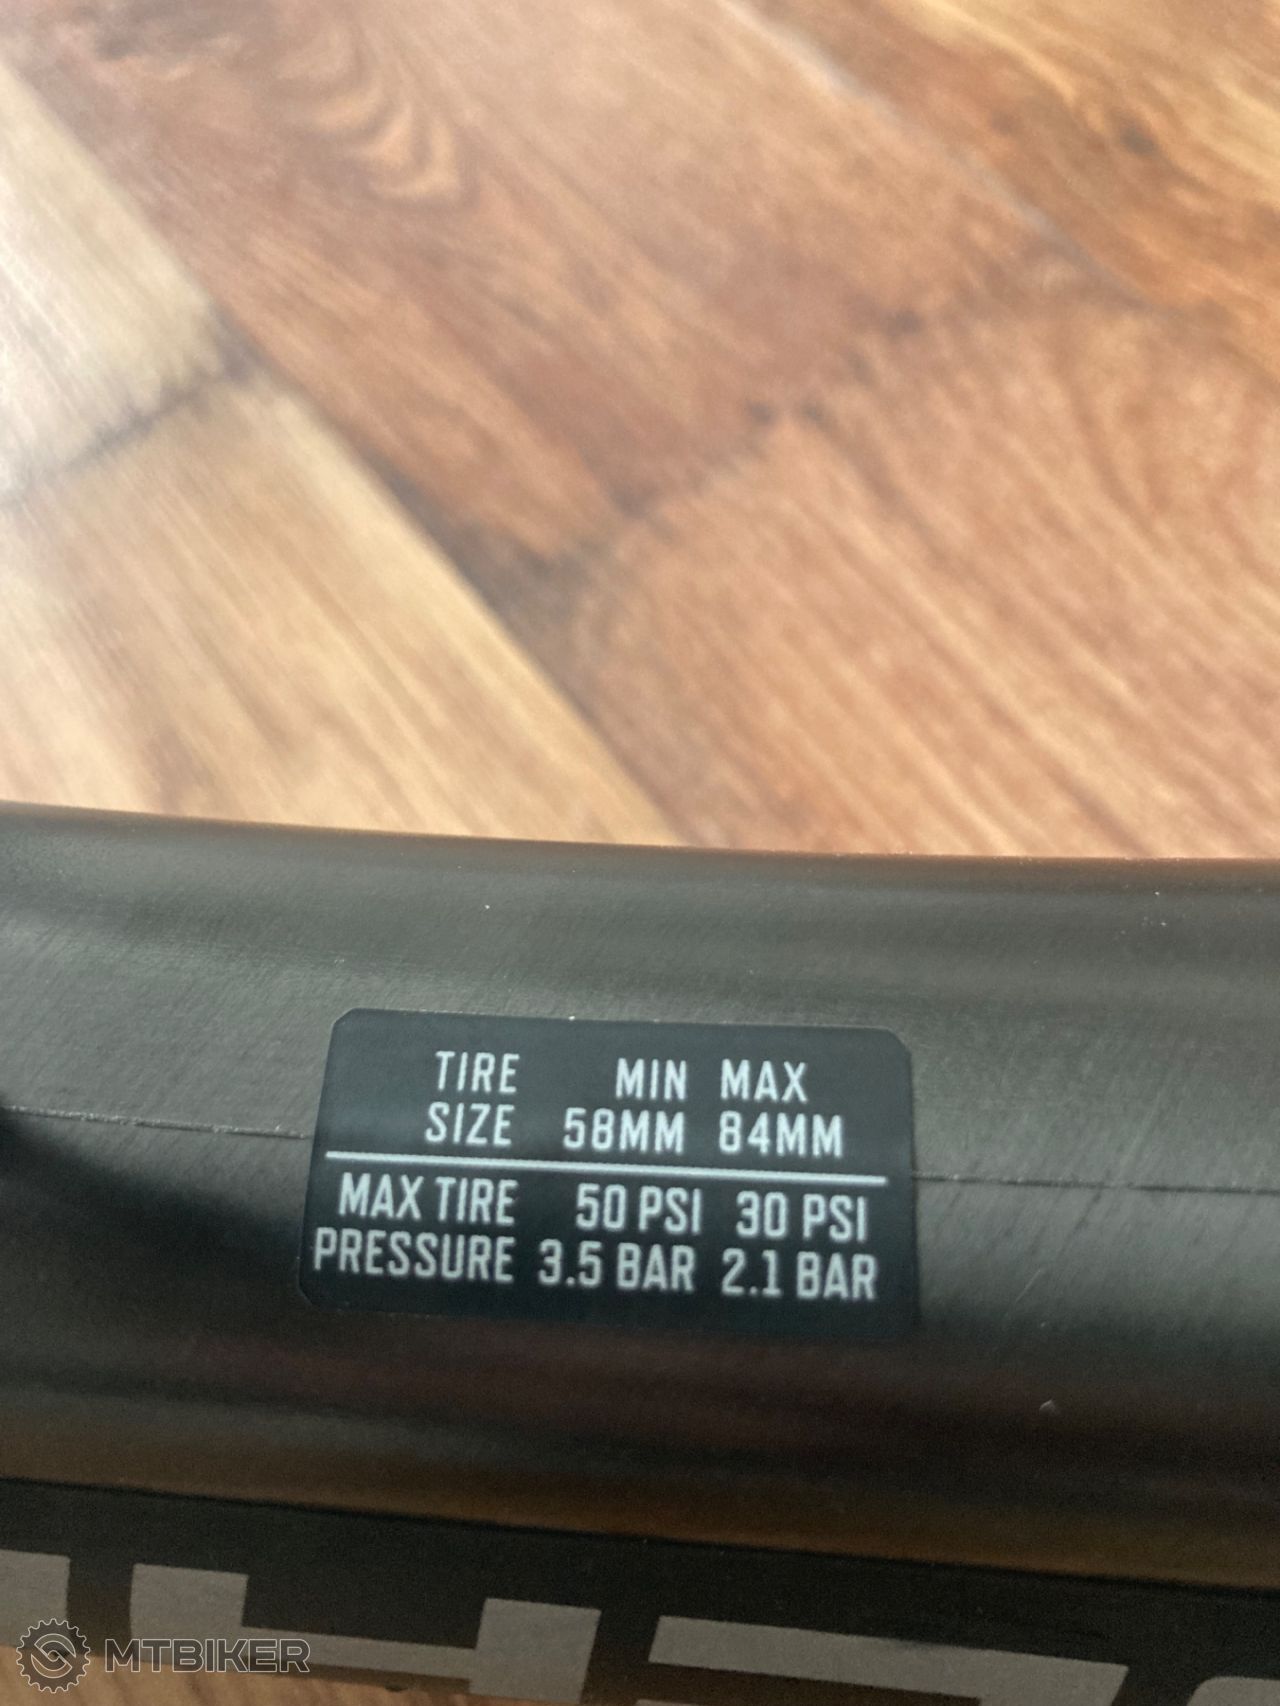 TIRE MIN MAX
SIZE 58MM 84MM
MAX TIRE 50 PSI 30 PSI
PRESSURE 3.5 BAR 2.1 BAR
MTBIKER